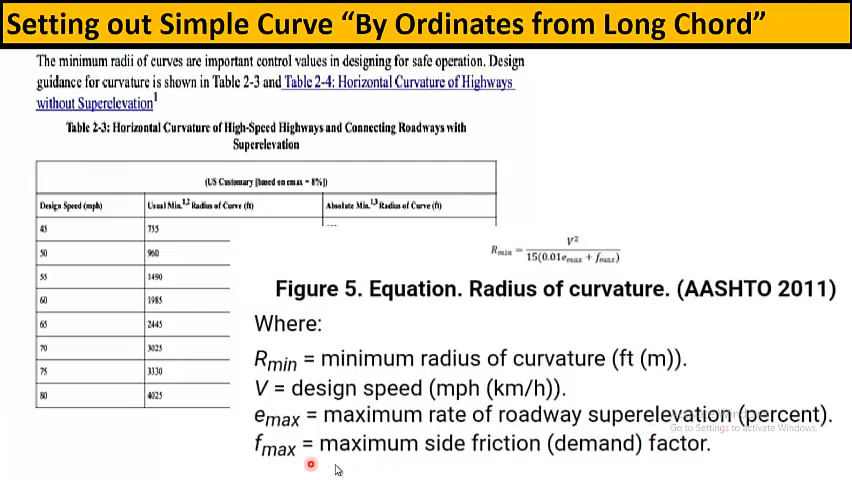 Setting out Simple Curve “By Ordinates from Long Chord”
The minimum radii of curves are important control values in designing for safe operation. Design
guidance for curvature is shown in Table 2-3 and Table 2-4: Horizontal Curvature of Highways
without Superelevation1
Table 2-3: Horizontal Curvature of High-Speed Highways and Connecting Roadways with
Superelevation
(US Customary [based on emax = 8%])
Design Speed (mph) Usual Min.1,2 Radius of Curve (ft) Absolute Min.1,3 Radius of Curve (ft)
45 755
50 960
55 1490
60 1985
65 2445
70 3025
75 3330
80 4025
Rmin = V2 / 15(0.01emax + fmax)
Figure 5. Equation. Radius of curvature. (AASHTO 2011)
Where:
Rmin = minimum radius of curvature (ft (m)).
V = design speed (mph (km/h)).
emax = maximum rate of roadway superelevation (percent).
Go to Settings to activate Windows.
fmax = maximum side friction (demand) factor.